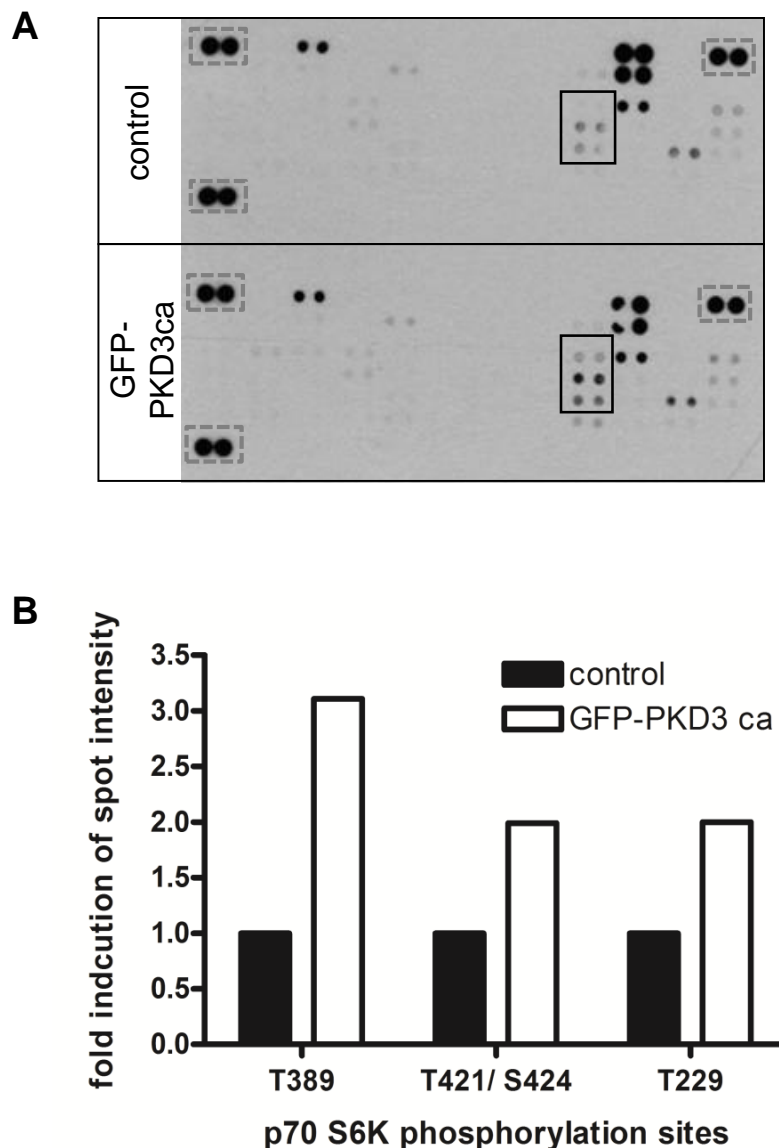 A
control
GFP-
PKD3ca
B
fold indcution of spot intensity
3.5
3.0
2.5
2.0
1.5
1.0
0.5
0.0
control
GFP-PKD3 ca
T389
T421/ S424
T229
p70 S6K phosphorylation sites